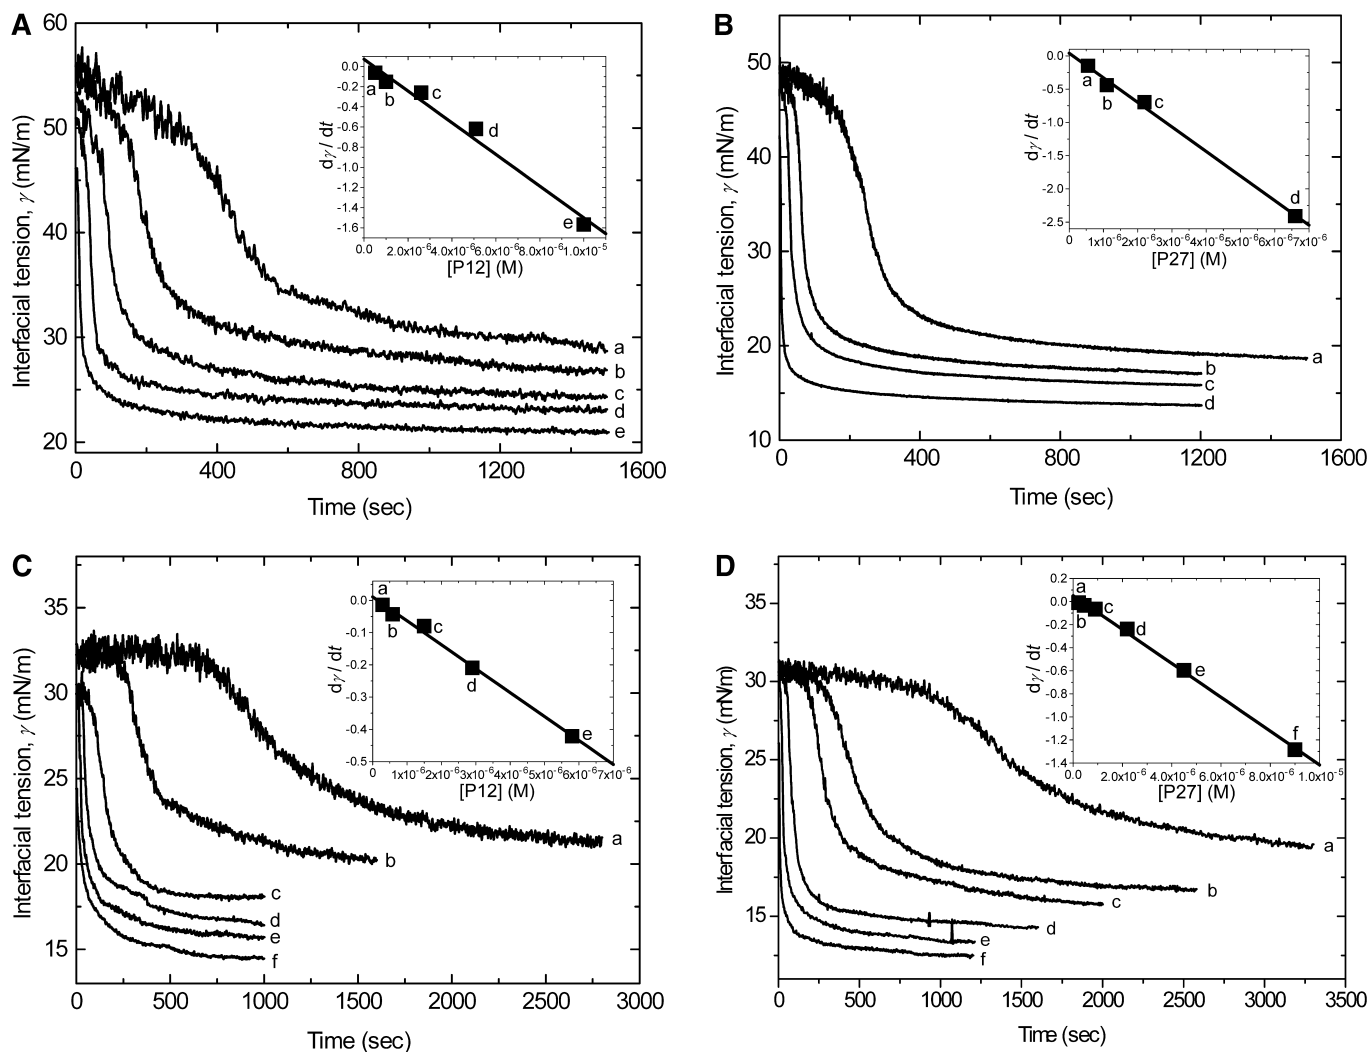 A
Interfacial tension, γ (mN/m)
60
50
40
30
20
0 400 800 1200 1600
Time (sec)
a
b
c
d
e
dγ / dt
0.0
-0.2
-0.4
-0.6
-0.8
-1.0
-1.2
-1.4
-1.6
a
b
c
d
e
0.0 2.0x10-6 4.0x10-6 6.0x10-6 8.0x10-6 1.0x10-5
[P12] (M)
B
Interfacial tension, γ (mN/m)
50
40
30
20
10
0 400 800 1200 1600
Time (sec)
a
b
c
d
dγ / dt
0.0
-0.5
-1.0
-1.5
-2.0
-2.5
a
b
c
d
0 1x10-6 2x10-6 3x10-6 4x10-6 5x10-6 6x10-6 7x10-6
[P27] (M)
C
Interfacial tension, γ (mN/m)
35
30
25
20
15
0 500 1000 1500 2000 2500 3000
Time (sec)
a
b
c
d
e
f
dγ / dt
0.0
-0.1
-0.2
-0.3
-0.4
-0.5
a
b
c
d
e
0 1x10-6 2x10-6 3x10-6 4x10-6 5x10-6 6x10-6 7x10-6
[P12] (M)
D
Interfacial tension, γ (mN/m)
35
30
25
20
15
0 500 1000 1500 2000 2500 3000 3500
Time (sec)
a
b
c
d
e
f
dγ / dt
0.2
0.0
-0.2
-0.4
-0.6
-0.8
-1.0
-1.2
-1.4
a
b
c
d
e
f
0.0 2.0x10-6 4.0x10-6 6.0x10-6 8.0x10-6 1.0x10-5
[P27] (M)